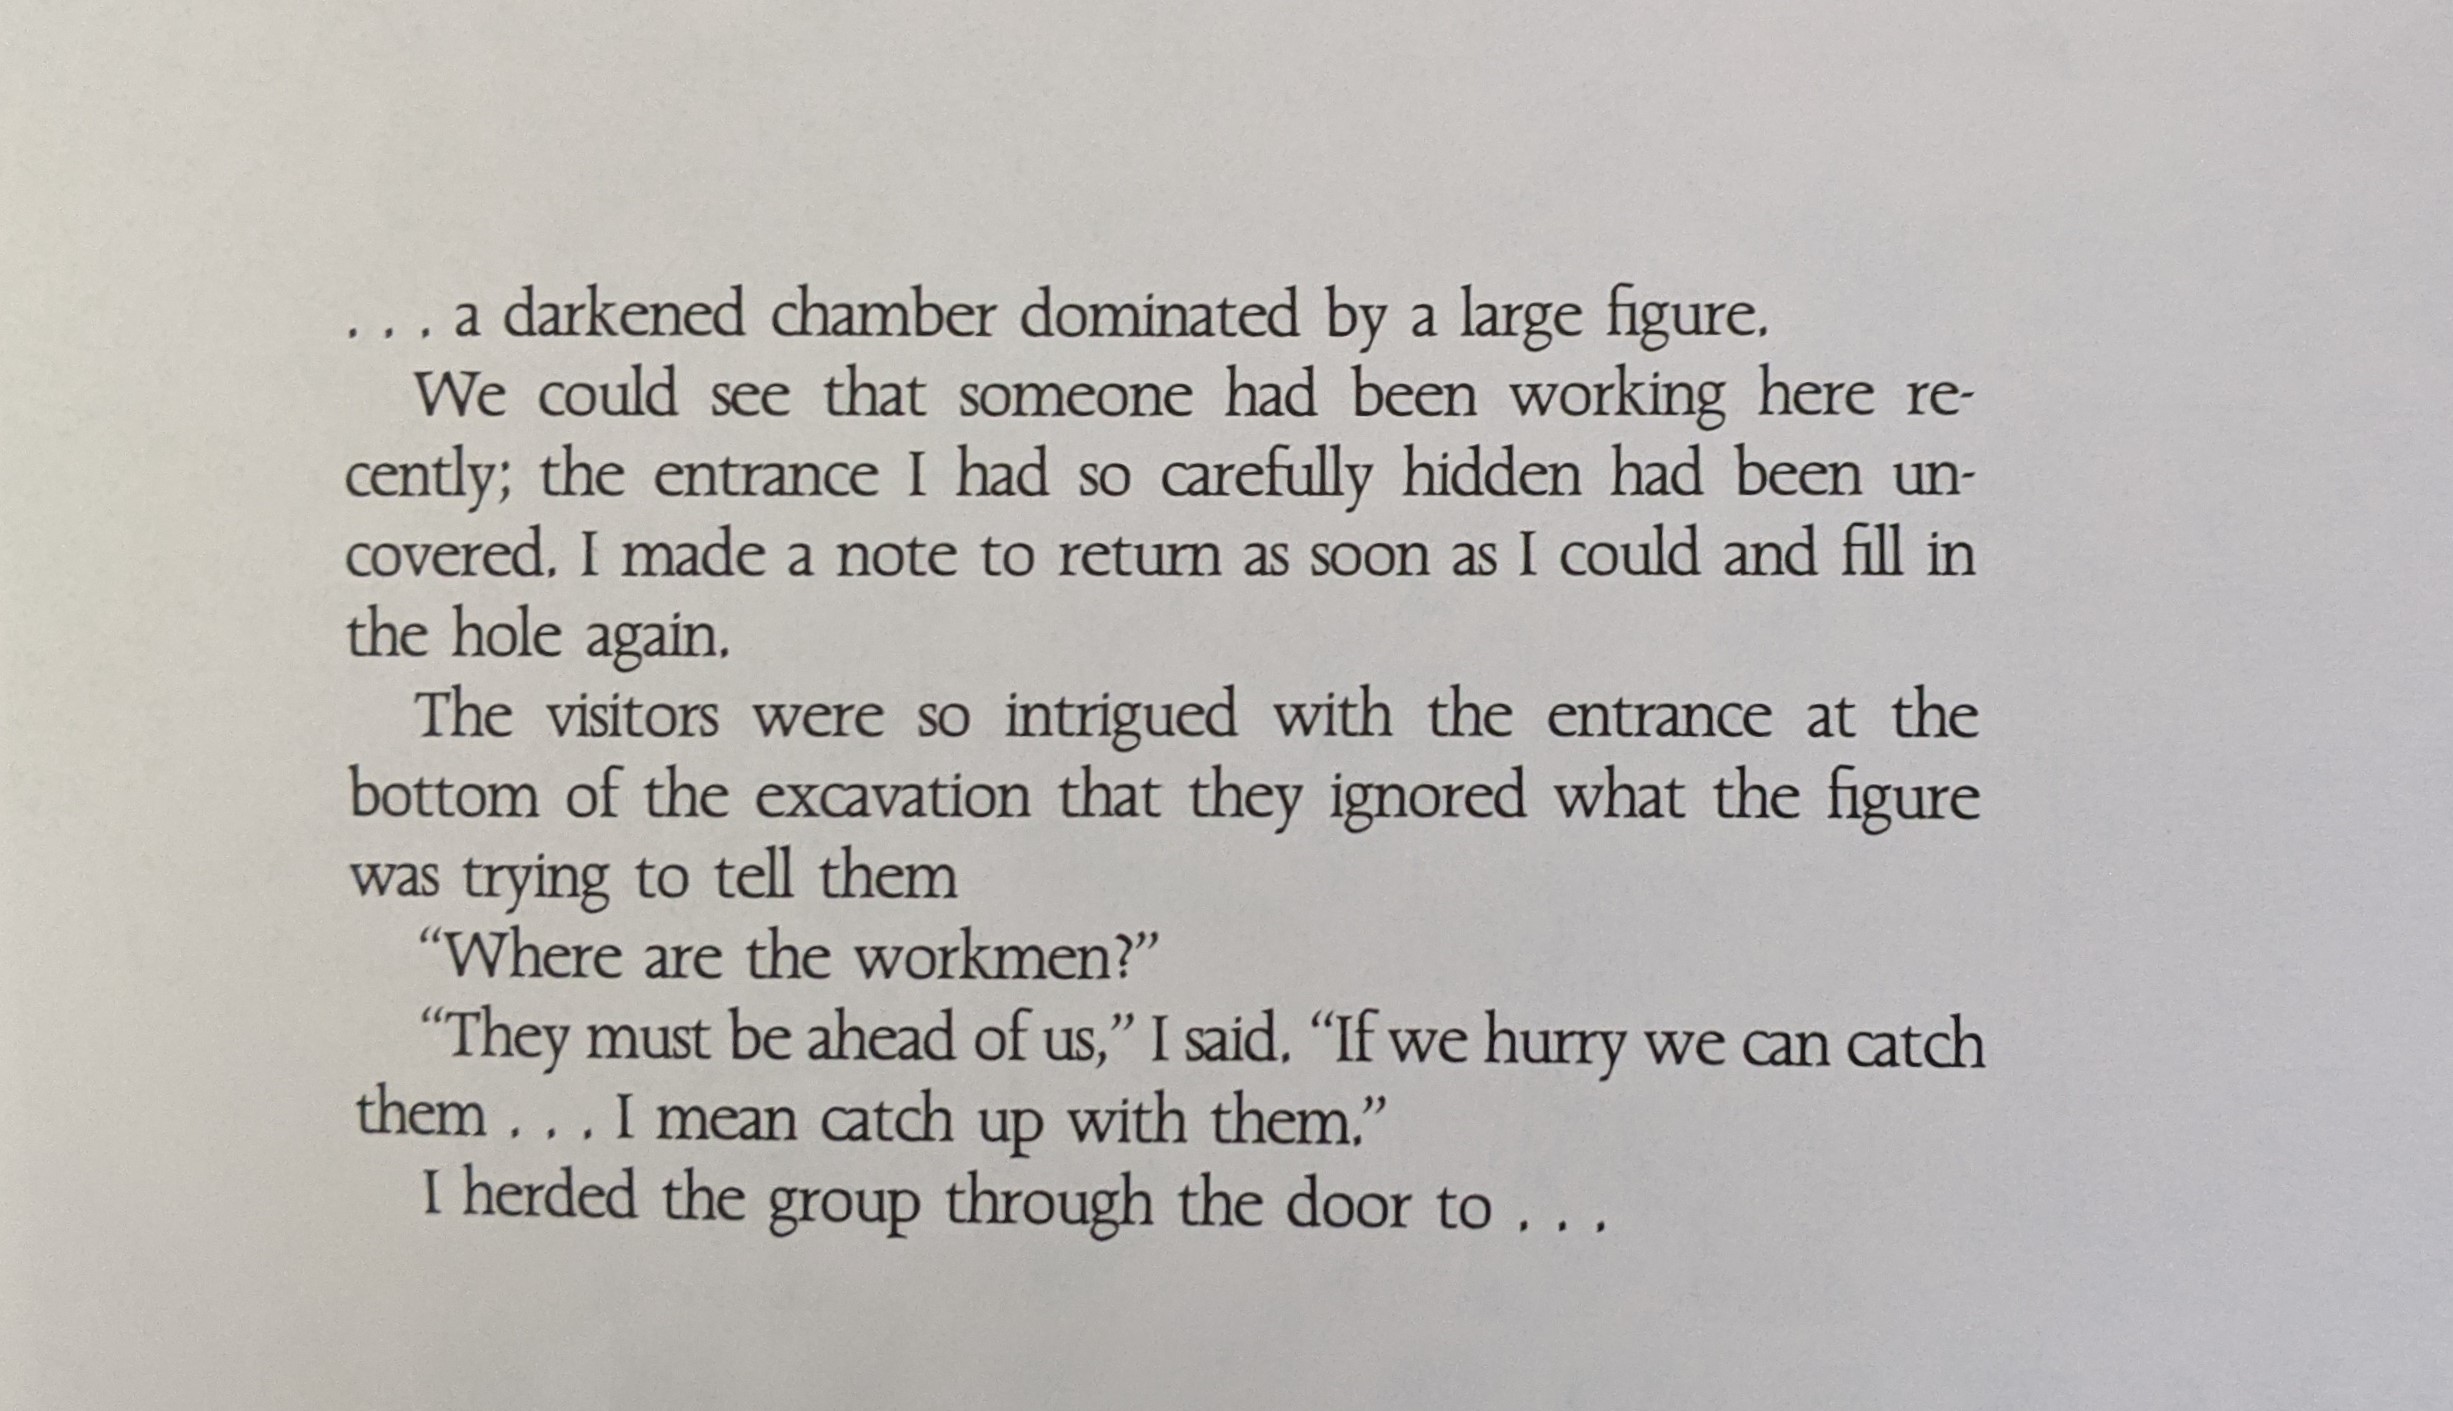 . . . a darkened chamber dominated by a large figure.
We could see that someone had been working here re-
cently; the entrance I had so carefully hidden had been un-
covered. I made a note to return as soon as I could and fill in
the hole again.
The visitors were so intrigued with the entrance at the
bottom of the excavation that they ignored what the figure
was trying to tell them
“Where are the workmen?”
“They must be ahead of us,” I said. “If we hurry we can catch
them . . . I mean catch up with them.”
I herded the group through the door to . . .